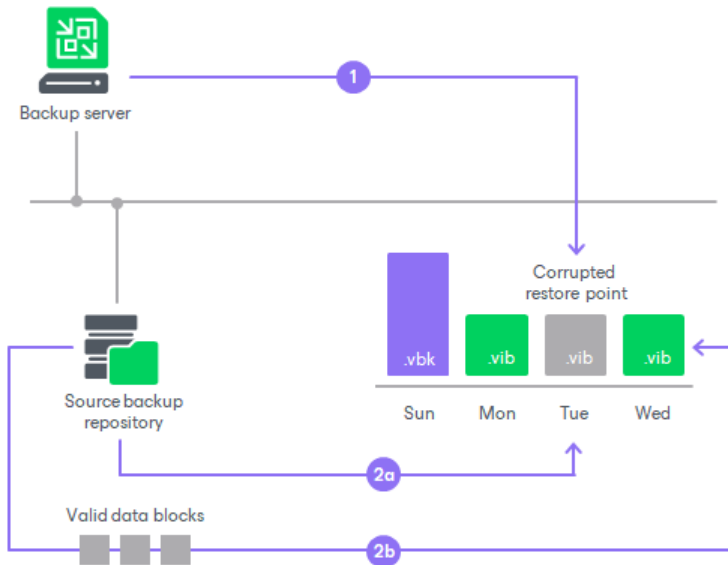 1
Backup server
Corrupted
restore point
.vbk
.vib
.vib
.vib
Sun
Mon
Tue
Wed
Source backup
repository
2a
Valid data blocks
2b